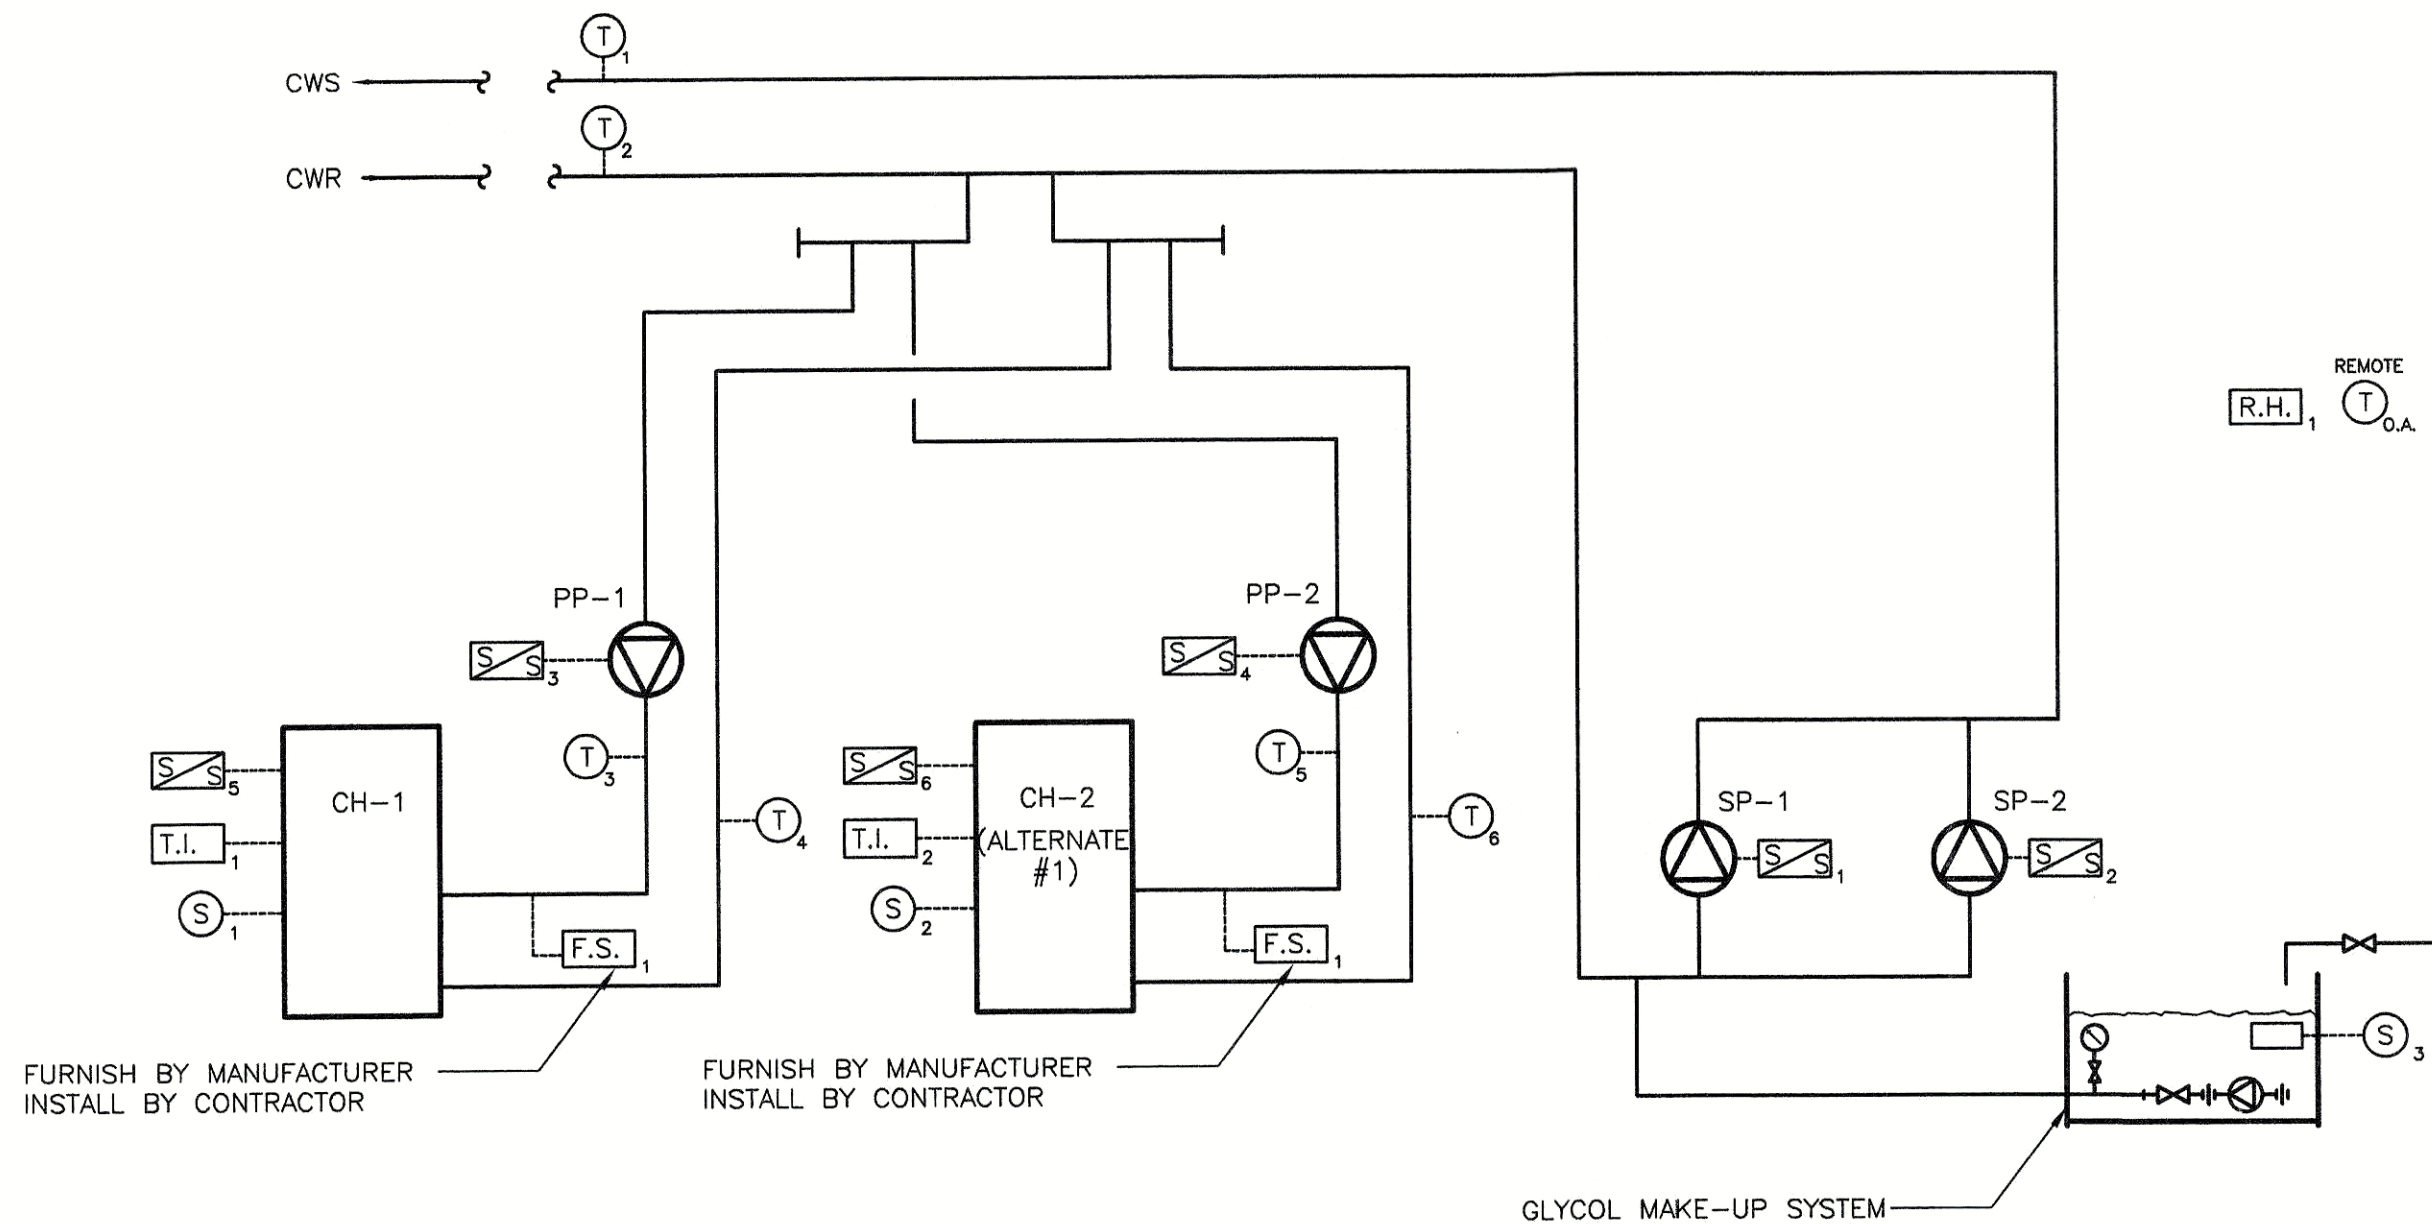 T
1
CWS
T
2
CWR
REMOTE
R.H.
1
T
O.A.
PP-1
S
S
3
PP-2
S
S
4
S
S
5
T
3
S
S
6
T
5
CH-1
CH-2
(ALTERNATE
#1)
SP-1
SP-2
T.I.
1
T
4
T.I.
2
T
6
S
S
1
S
S
2
S
1
F.S.
1
S
2
F.S.
1
S
3
FURNISH BY MANUFACTURER
INSTALL BY CONTRACTOR
FURNISH BY MANUFACTURER
INSTALL BY CONTRACTOR
GLYCOL MAKE-UP SYSTEM